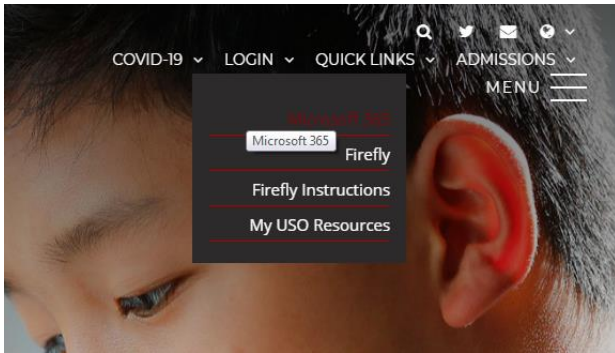 COVID-19 LOGIN QUICK LINKS ADMISSIONS
MENU
Microsoft 365
Microsoft 365
Firefly
Firefly Instructions
My USO Resources